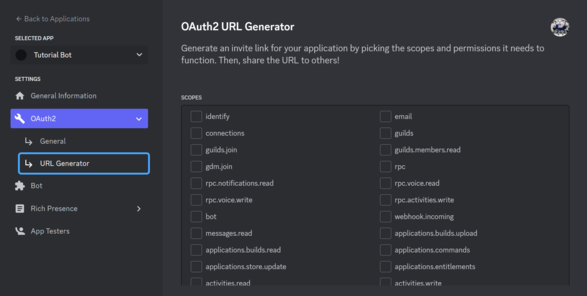 ← Back to Applications
SELECTED APP
Tutorial Bot
SETTINGS
General Information
OAuth2
General
URL Generator
Bot
Rich Presence
App Testers
OAuth2 URL Generator
Generate an invite link for your application by picking the scopes and permissions it needs to
function. Then, share the URL to others!
SCOPES
identify
email
connections
guilds
guilds.join
guilds.members.read
gdm.join
rpc
rpc.notifications.read
rpc.voice.read
rpc.voice.write
rpc.activities.write
bot
webhook.incoming
messages.read
applications.builds.upload
applications.builds.read
applications.commands
applications.store.update
applications.entitlements
activities.read
activities.write